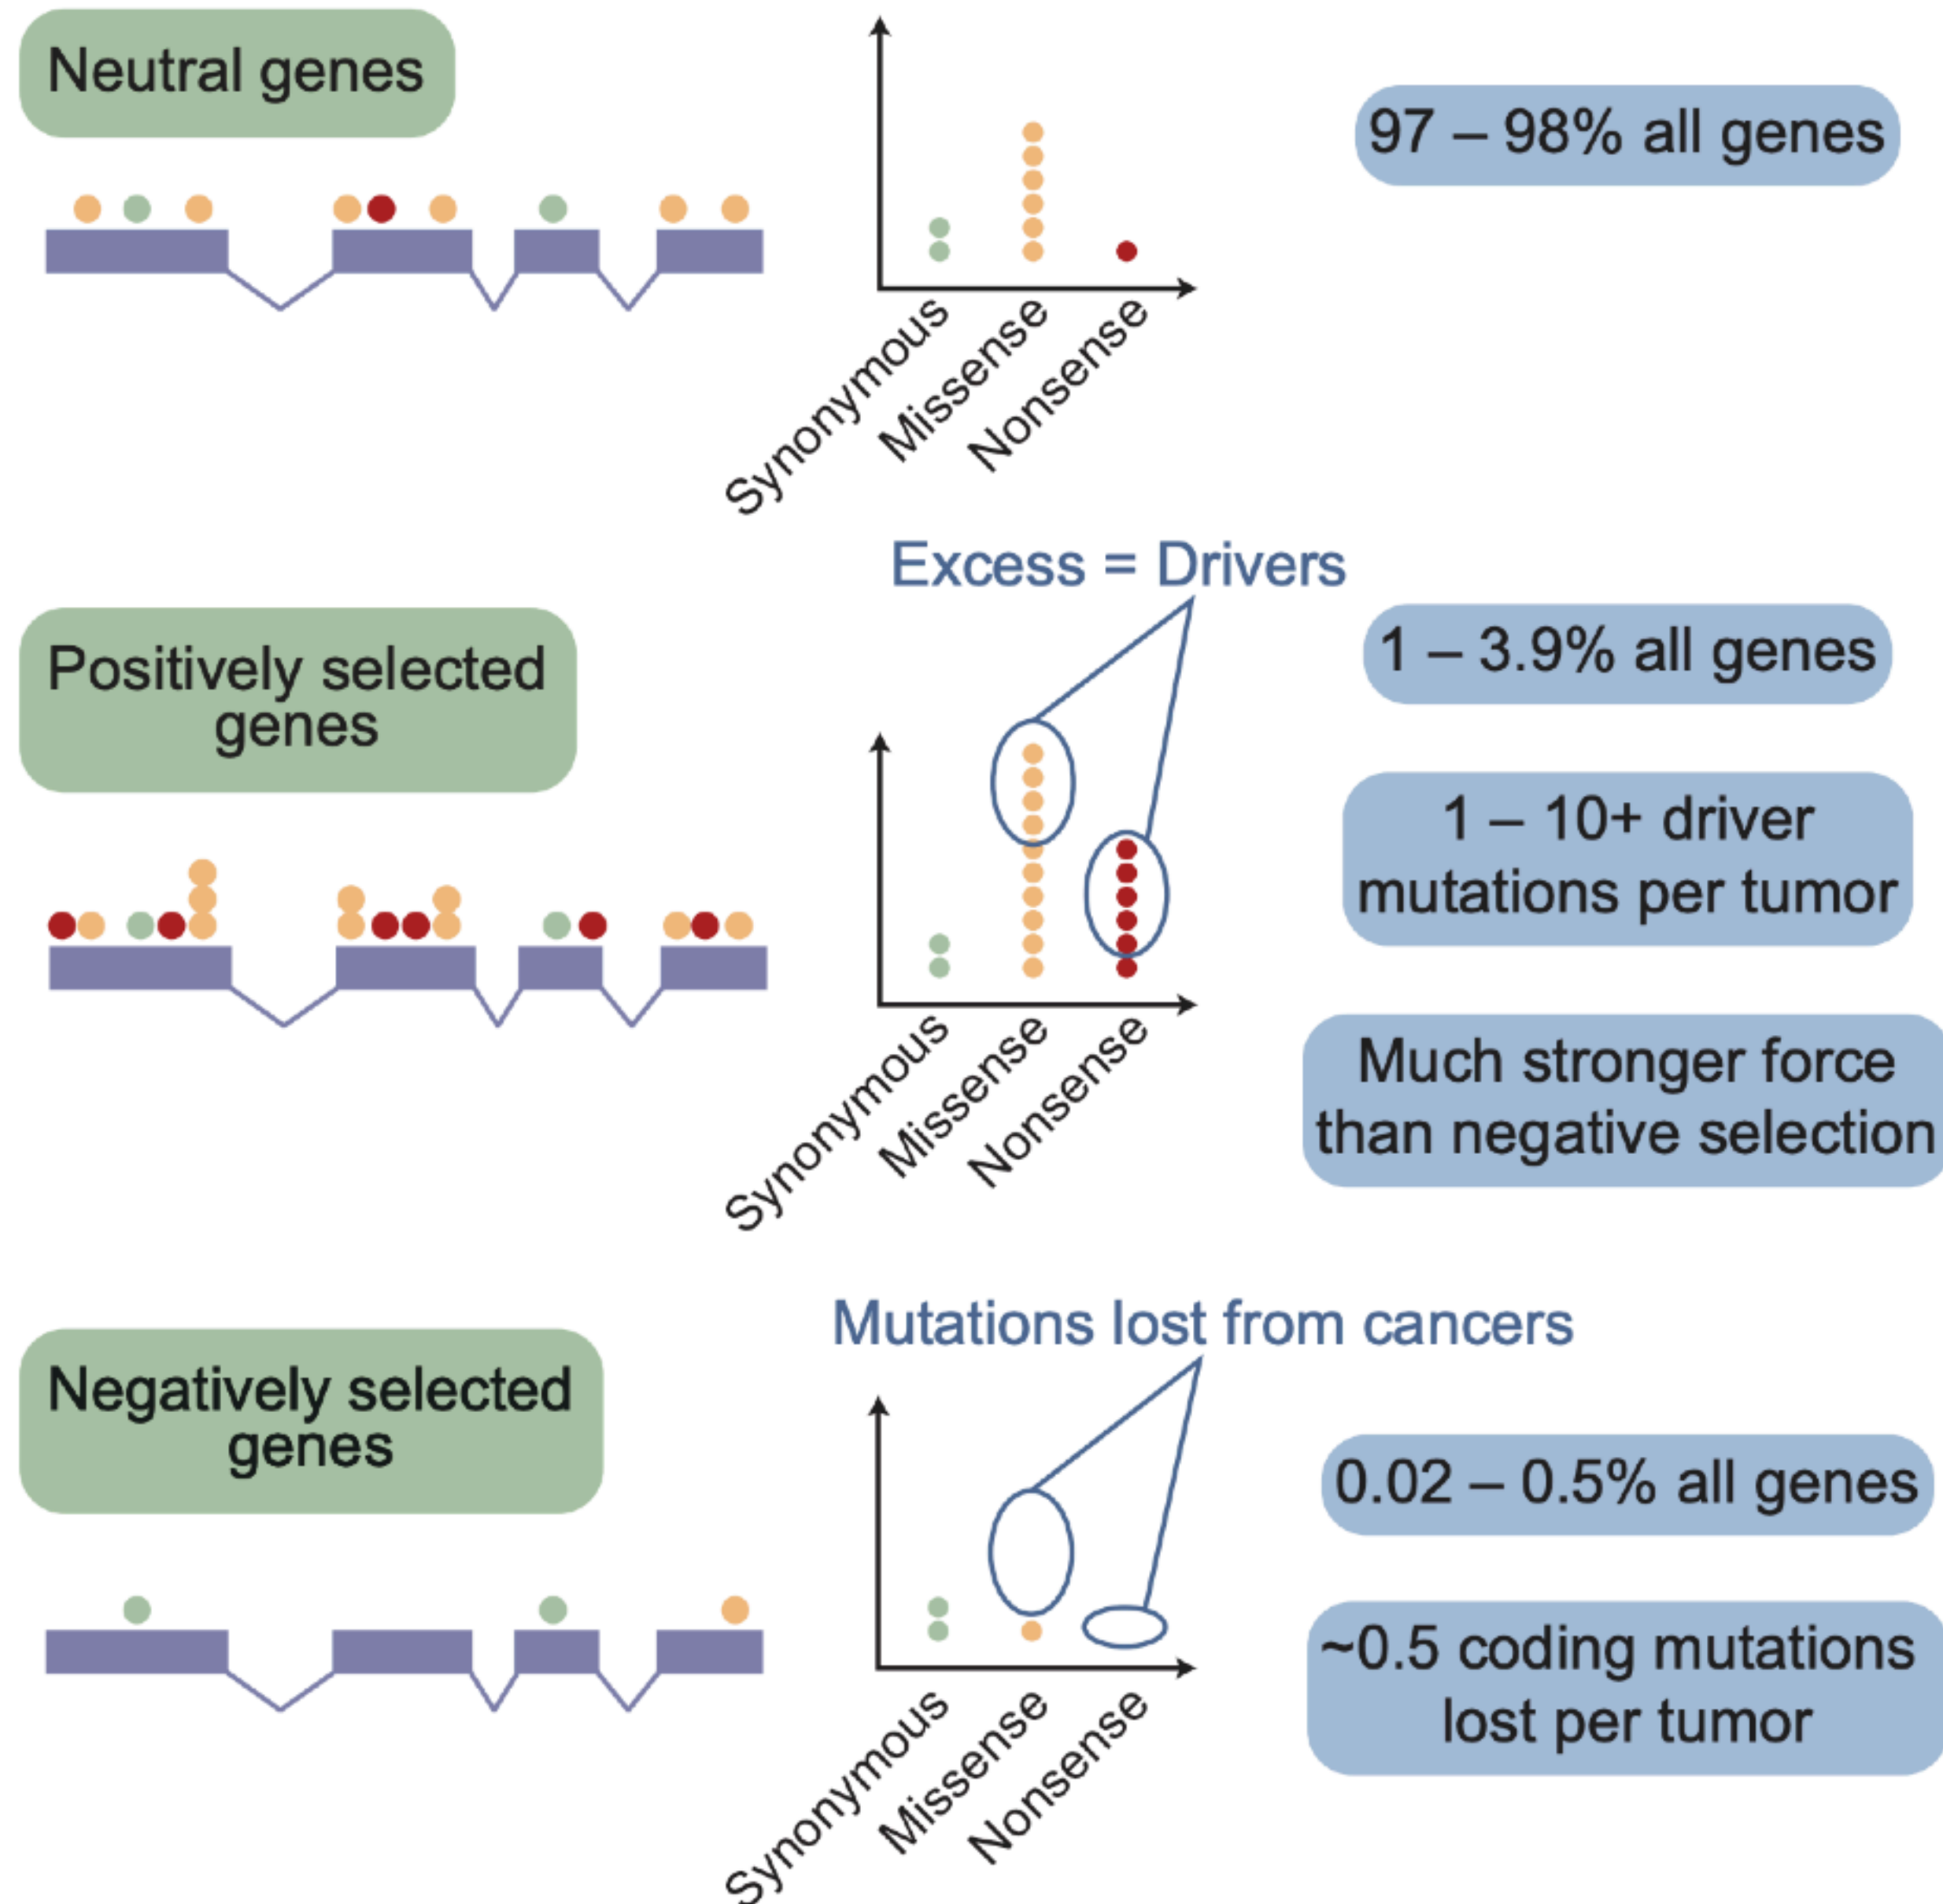 Neutral genes
97 – 98% all genes
Synonymous
Missense
Nonsense
Excess = Drivers
Positively selected
genes
1 – 3.9% all genes
1 – 10+ driver
mutations per tumor
Much stronger force
than negative selection
Synonymous
Missense
Nonsense
Mutations lost from cancers
Negatively selected
genes
0.02 – 0.5% all genes
~0.5 coding mutations
lost per tumor
Synonymous
Missense
Nonsense